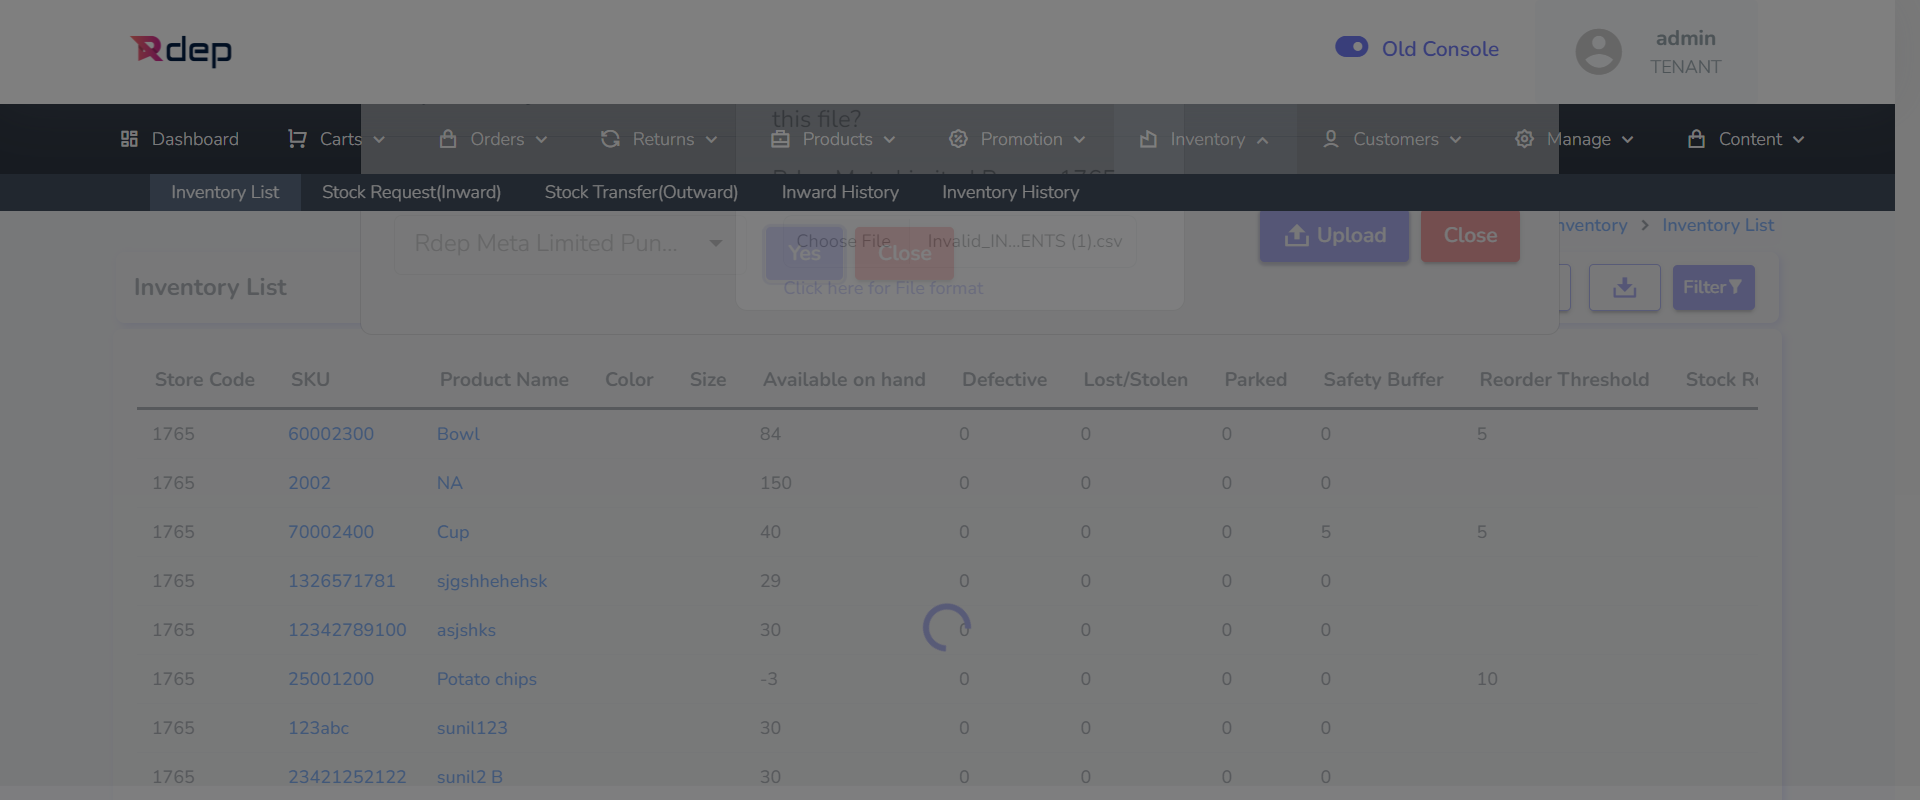 Rdep
Old Console
admin
TENANT
this file?
Dashboard Carts Orders Returns Products Promotion Inventory Customers Manage Content
Inventory List Stock Request(Inward) Stock Transfer(Outward) Inward History Inventory History
nventory > Inventory List
Rdep Meta Limited Pun...
Choose File Invalid_IN...ENTS (1).csv
Yes Close
Upload Close
Click here for File format
Inventory List
Filter
Store Code SKU Product Name Color Size Available on hand Defective Lost/Stolen Parked Safety Buffer Reorder Threshold Stock Re
1765 60002300 Bowl 84 0 0 0 0 5
1765 2002 NA 150 0 0 0 0
1765 70002400 Cup 40 0 0 0 5 5
1765 1326571781 sjgshhehehsk 29 0 0 0 0
1765 12342789100 asjshks 30 0 0 0 0
1765 25001200 Potato chips -3 0 0 0 0 10
1765 123abc sunil123 30 0 0 0 0
1765 23421252122 sunil2 B 30 0 0 0 0